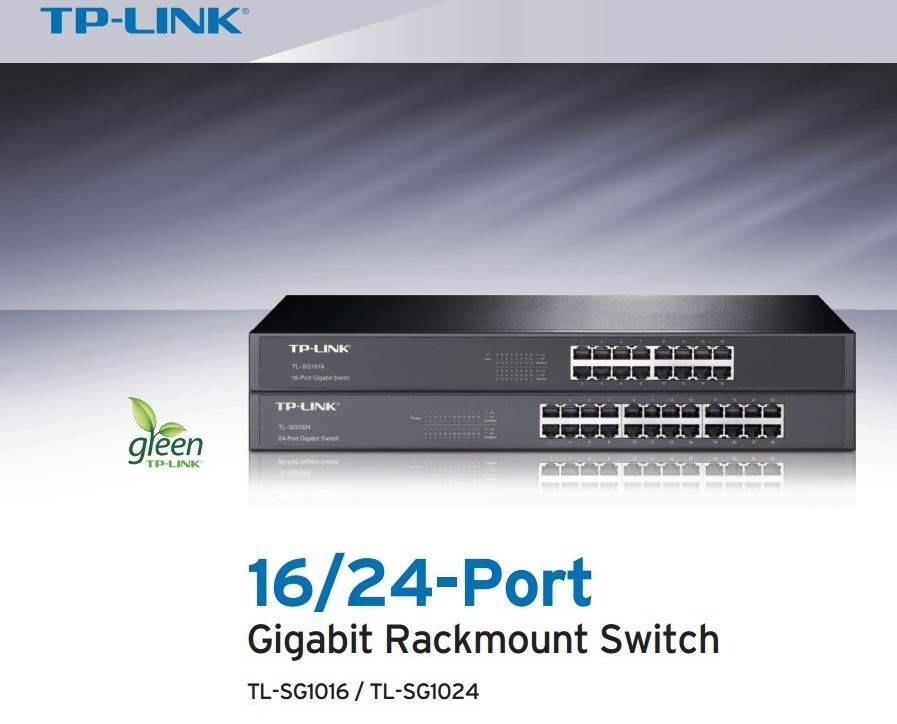 TP-LINK®
TP-LINK
TL-SG1016
16-Port Gigabit Switch
TP-LINK
TL-SG1024
24-Port Gigabit Switch
green
TP-LINK
16/24-Port
Gigabit Rackmount Switch
TL-SG1016 / TL-SG1024